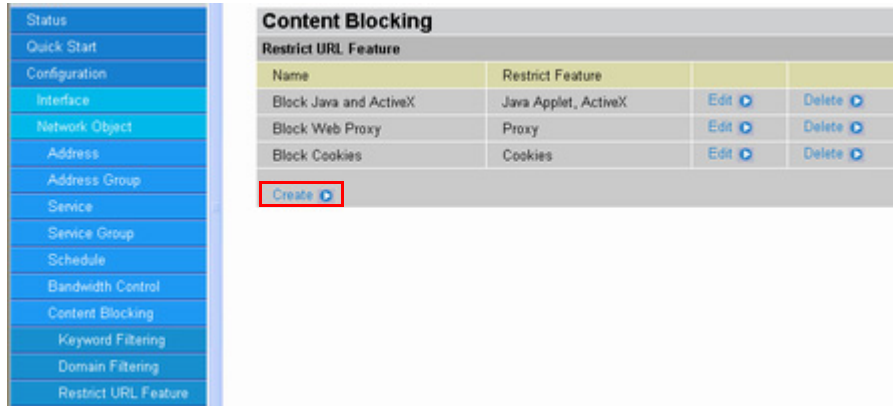 Status
Quick Start
Configuration
Interface
Network Object
Address
Address Group
Service
Service Group
Schedule
Bandwidth Control
Content Blocking
Keyword Filtering
Domain Filtering
Restrict URL Feature
Content Blocking
Restrict URL Feature
Name Restrict Feature
Block Java and ActiveX Java Applet, ActiveX Edit Delete
Block Web Proxy Proxy Edit Delete
Block Cookies Cookies Edit Delete
Create